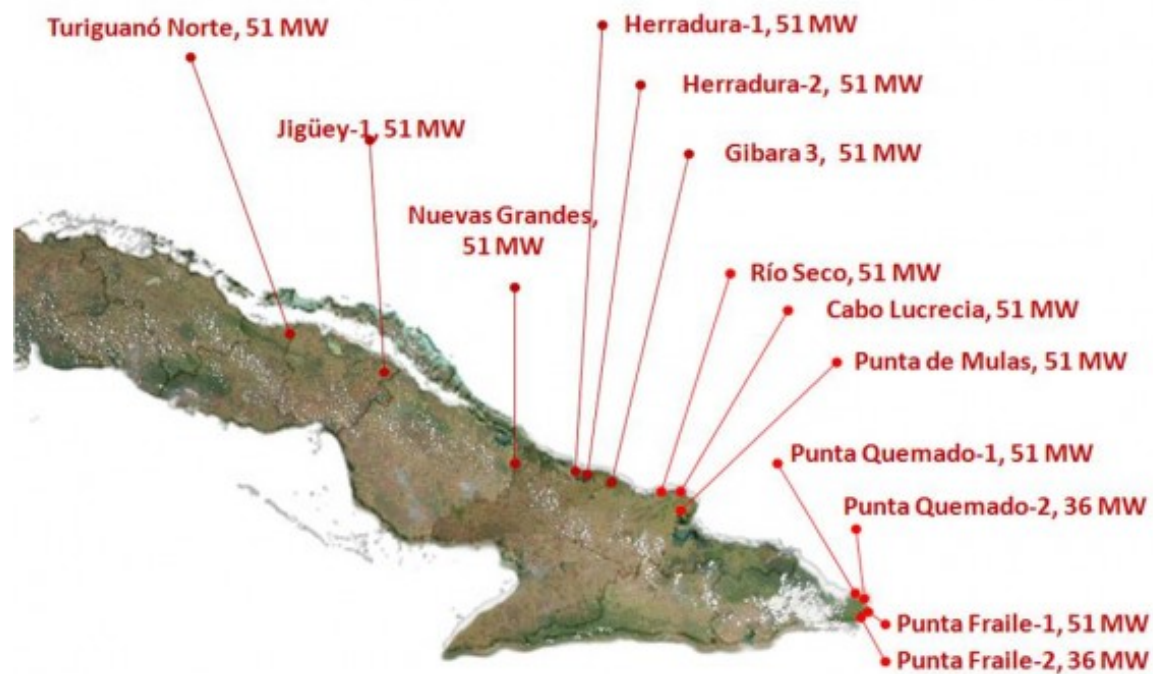 Turiguanó Norte, 51 MW
Herradura-1, 51 MW
Herradura-2, 51 MW
Jigüey-1, 51 MW
Gibara 3, 51 MW
Nuevas Grandes,
51 MW
Río Seco, 51 MW
Cabo Lucrecia, 51 MW
Punta de Mulas, 51 MW
Punta Quemado-1, 51 MW
Punta Quemado-2, 36 MW
Punta Fraile-1, 51 MW
Punta Fraile-2, 36 MW